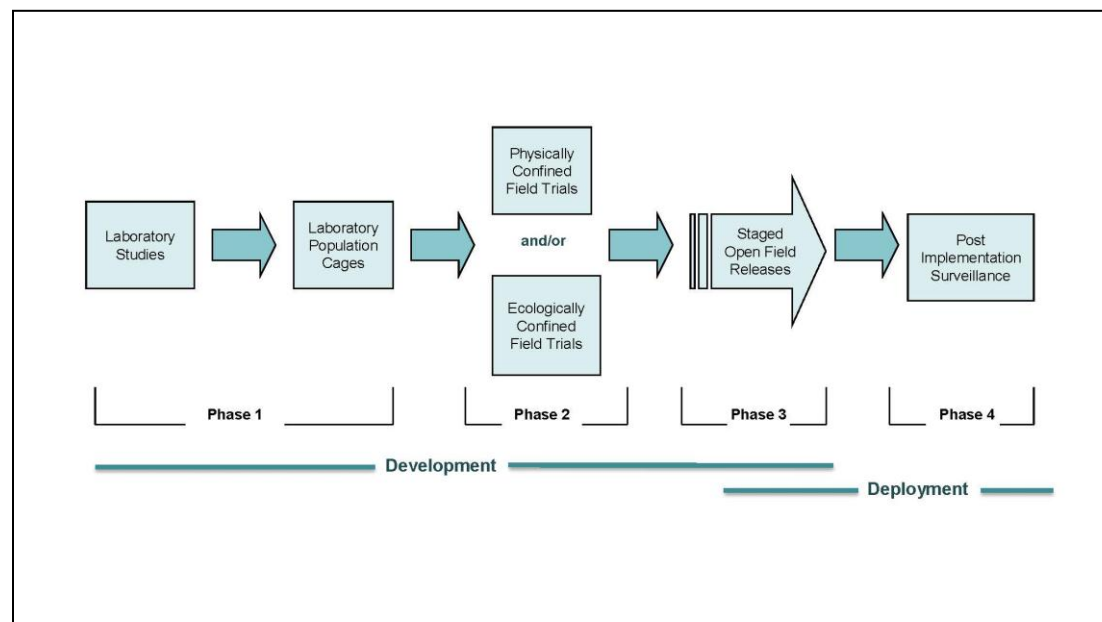 Laboratory
Studies
Laboratory
Population
Cages
Physically
Confined
Field Trials
and/or
Ecologically
Confined
Field Trials
Staged
Open Field
Releases
Post
Implementation
Surveillance
Phase 1
Phase 2
Phase 3
Phase 4
Development
Deployment